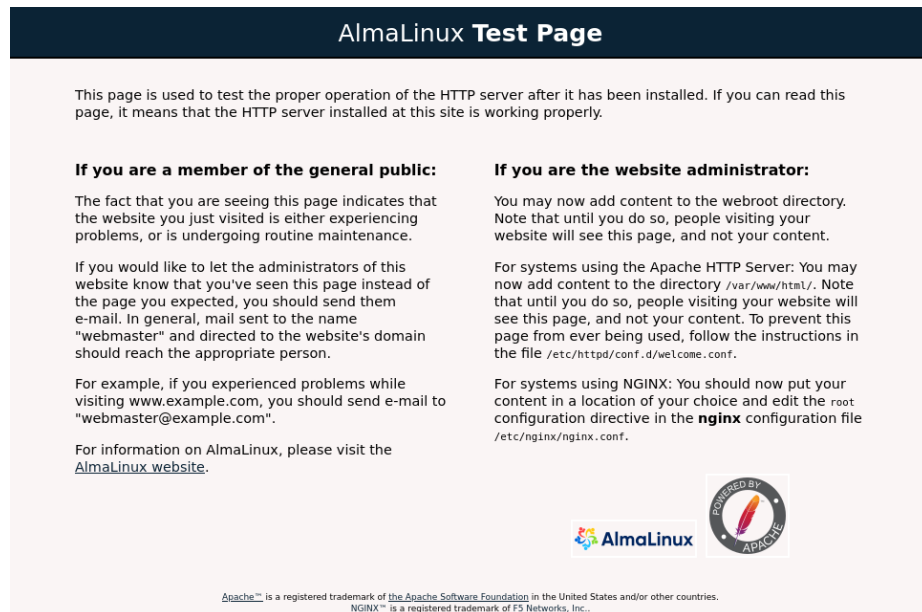 AlmaLinux Test Page
This page is used to test the proper operation of the HTTP server after it has been installed. If you can read this
page, it means that the HTTP server installed at this site is working properly.
If you are a member of the general public:
The fact that you are seeing this page indicates that
the website you just visited is either experiencing
problems, or is undergoing routine maintenance.
If you would like to let the administrators of this
website know that you've seen this page instead of
the page you expected, you should send them
e-mail. In general, mail sent to the name
"webmaster" and directed to the website's domain
should reach the appropriate person.
For example, if you experienced problems while
visiting www.example.com, you should send e-mail to
"webmaster@example.com".
For information on AlmaLinux, please visit the
AlmaLinux website.
If you are the website administrator:
You may now add content to the webroot directory.
Note that until you do so, people visiting your
website will see this page, and not your content.
For systems using the Apache HTTP Server: You may
now add content to the directory /var/www/html/. Note
that until you do so, people visiting your website will
see this page, and not your content. To prevent this
page from ever being used, follow the instructions in
the file /etc/httpd/conf.d/welcome.conf.
For systems using NGINX: You should now put your
content in a location of your choice and edit the root
configuration directive in the nginx configuration file
/etc/nginx/nginx.conf.
AlmaLinux
POWERED BY
APACHE
Apache™ is a registered trademark of the Apache Software Foundation in the United States and/or other countries.
NGINX™ is a registered trademark of F5 Networks, Inc..